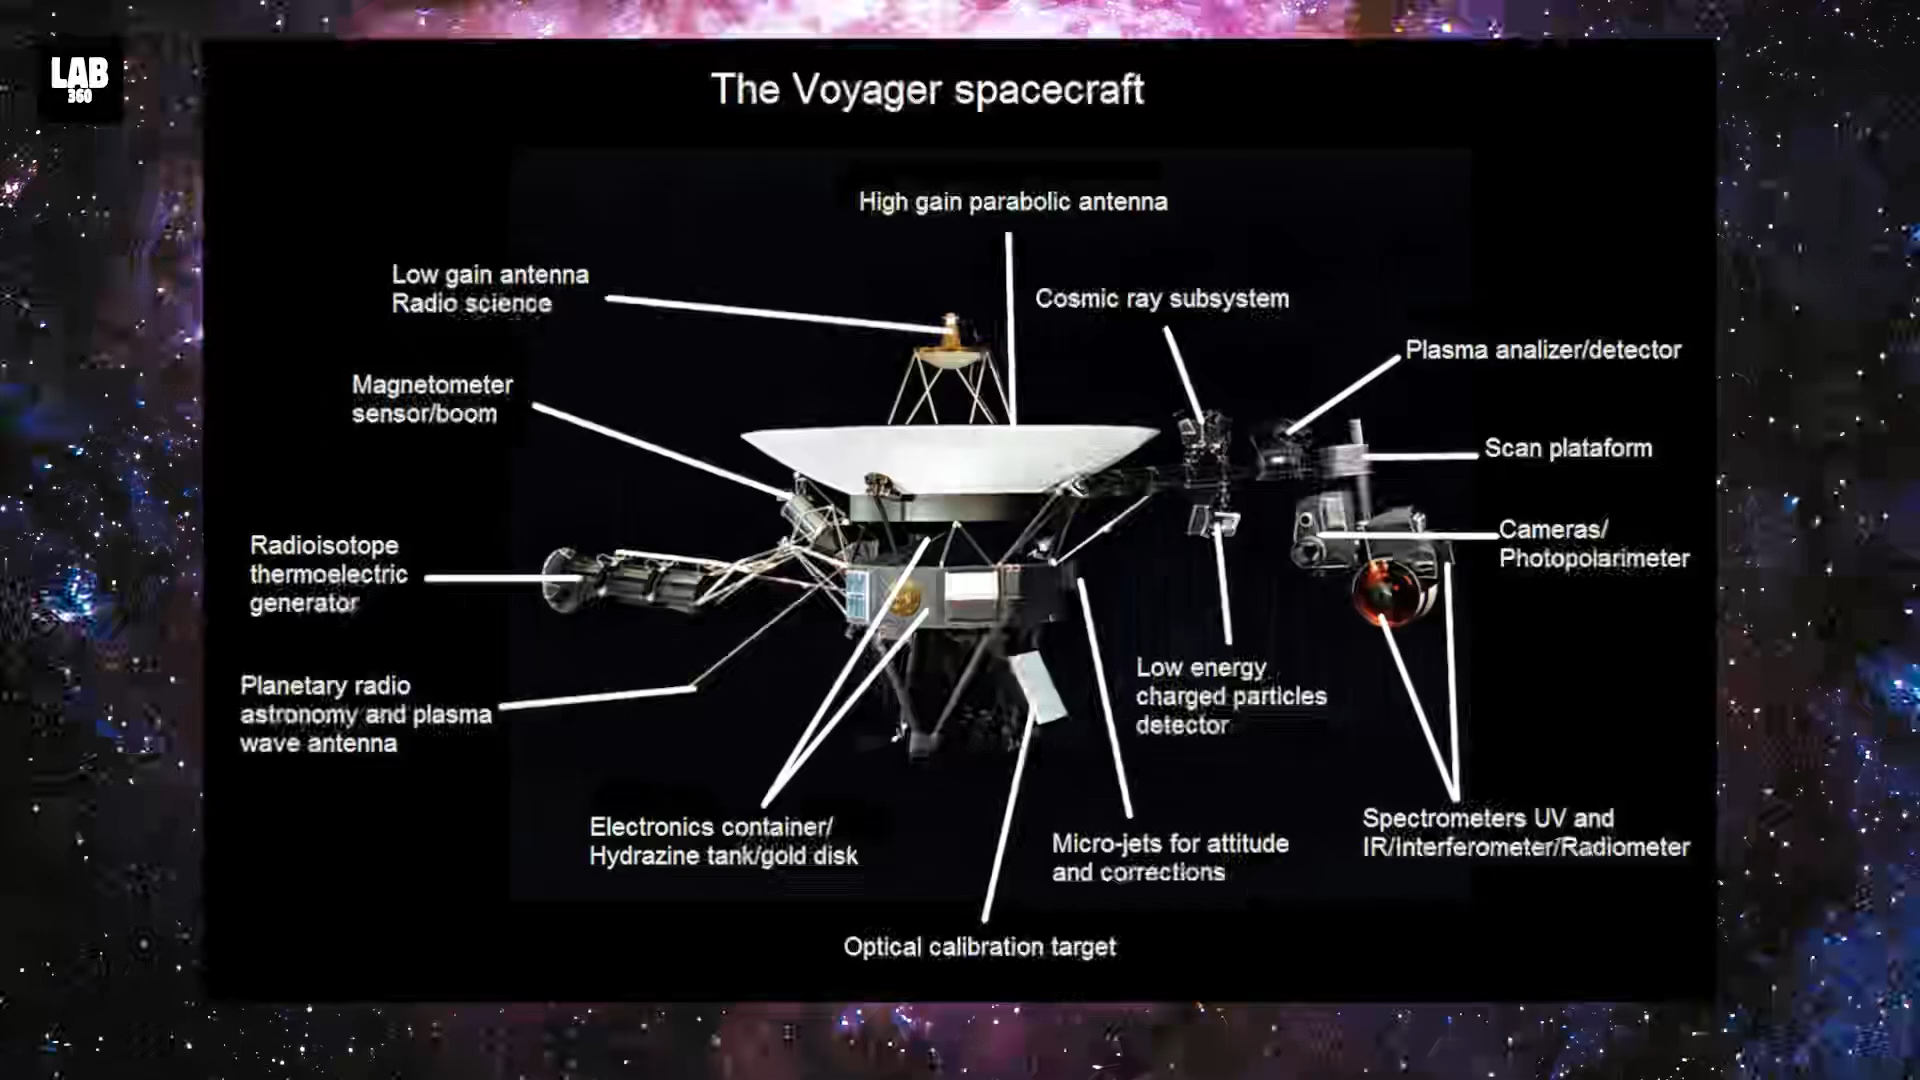 LAB
360
The Voyager spacecraft
High gain parabolic antenna
Low gain antenna
Radio science
Cosmic ray subsystem
Plasma analizer/detector
Magnetometer
sensor/boom
Scan plataform
Cameras/
Photopolarimeter
Radioisotope
thermoelectric
generator
Low energy
charged particles
detector
Planetary radio
astronomy and plasma
wave antenna
Electronics container/
Hydrazine tank/gold disk
Micro-jets for attitude
and corrections
Spectrometers UV and
IR/Interferometer/Radiometer
Optical calibration target